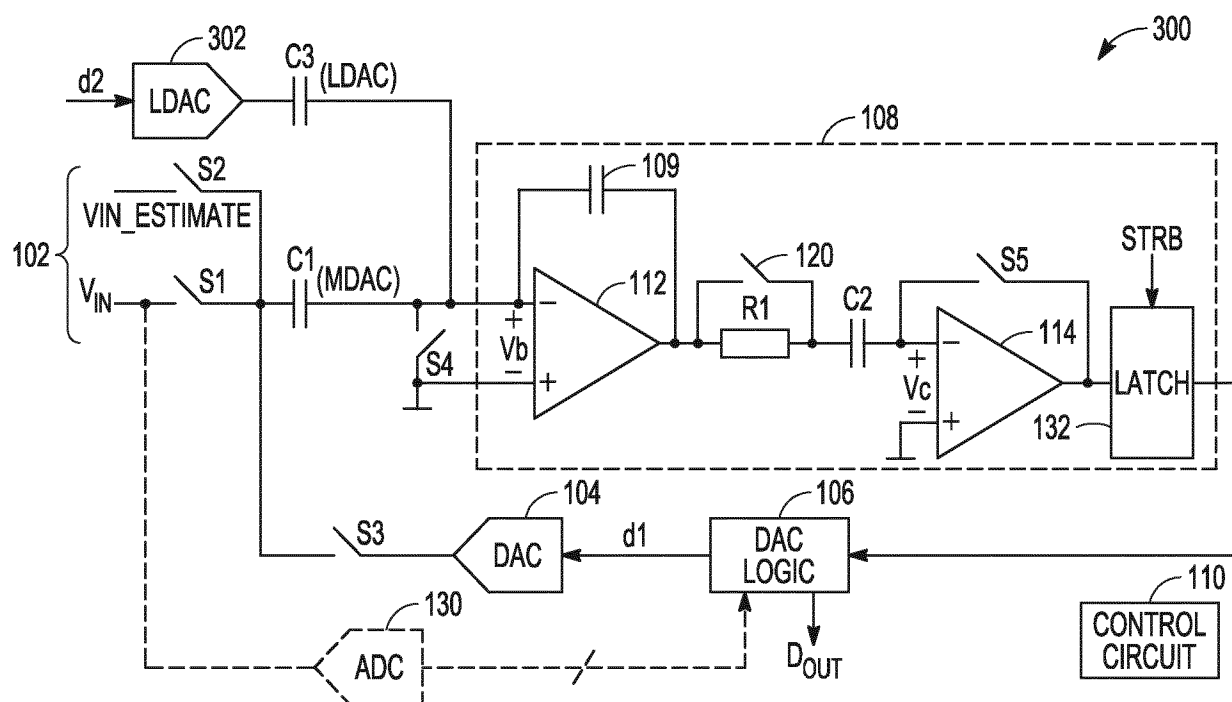 300
302
C3
(LDAC)
d2
LDAC
108
S2
109
VIN_ESTIMATE
102
120
STRB
S5
C1
(MDAC)
VIN
S1
112
R1
C2
114
+
Vb
−
−
+
S4
+
Vc
−
−
+
LATCH
132
104
106
S3
DAC
d1
DAC
LOGIC
110
130
CONTROL
CIRCUIT
ADC
DOUT